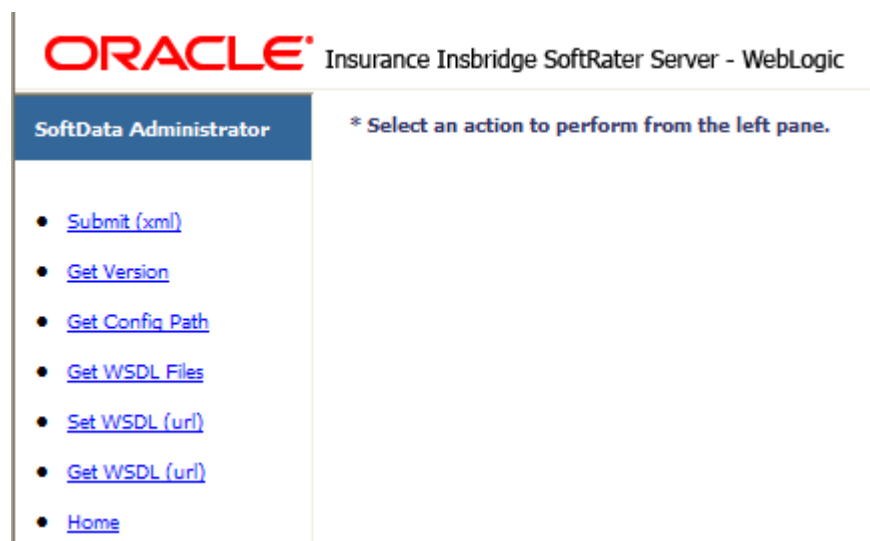 ORACLE Insurance Insbridge SoftRater Server - WebLogic
SoftData Administrator
* Select an action to perform from the left pane.
Submit (xml)
Get Version
Get Config Path
Get WSDL Files
Set WSDL (url)
Get WSDL (url)
Home